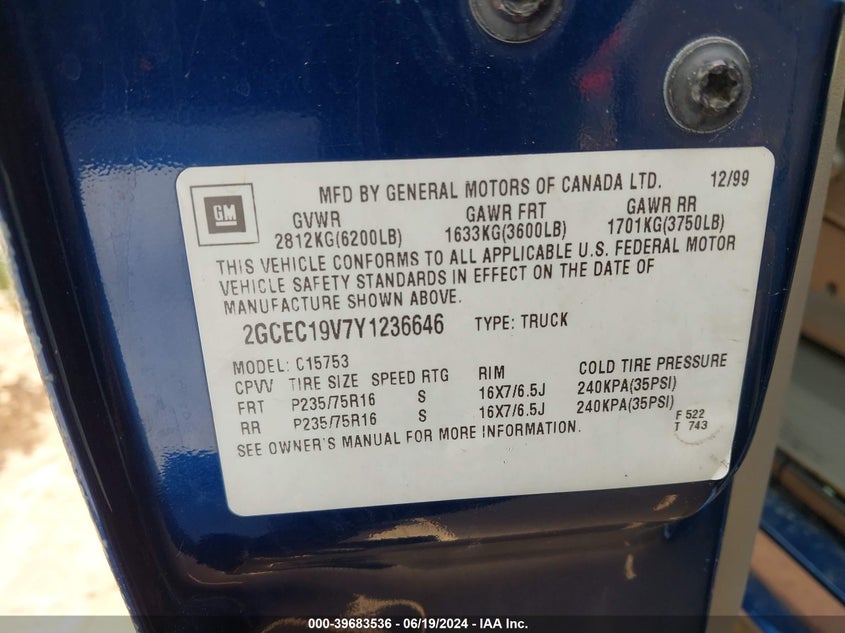 MFD BY GENERAL MOTORS OF CANADA LTD. 12/99
GM
GVWR GAWR FRT GAWR RR
2812KG(6200LB) 1633KG(3600LB) 1701KG(3750LB)
THIS VEHICLE CONFORMS TO ALL APPLICABLE U.S. FEDERAL MOTOR
VEHICLE SAFETY STANDARDS IN EFFECT ON THE DATE OF
MANUFACTURE SHOWN ABOVE.
2GCEC19V7Y1236646 TYPE: TRUCK
MODEL: C15753
CPVV TIRE SIZE SPEED RTG RIM COLD TIRE PRESSURE
FRT P235/75R16 S 16X7/6.5J 240KPA(35PSI)
RR P235/75R16 S 16X7/6.5J 240KPA(35PSI)
SEE OWNER'S MANUAL FOR MORE INFORMATION.
F 522
T 743
000-39683536 - 06/19/2024 - IAA Inc.